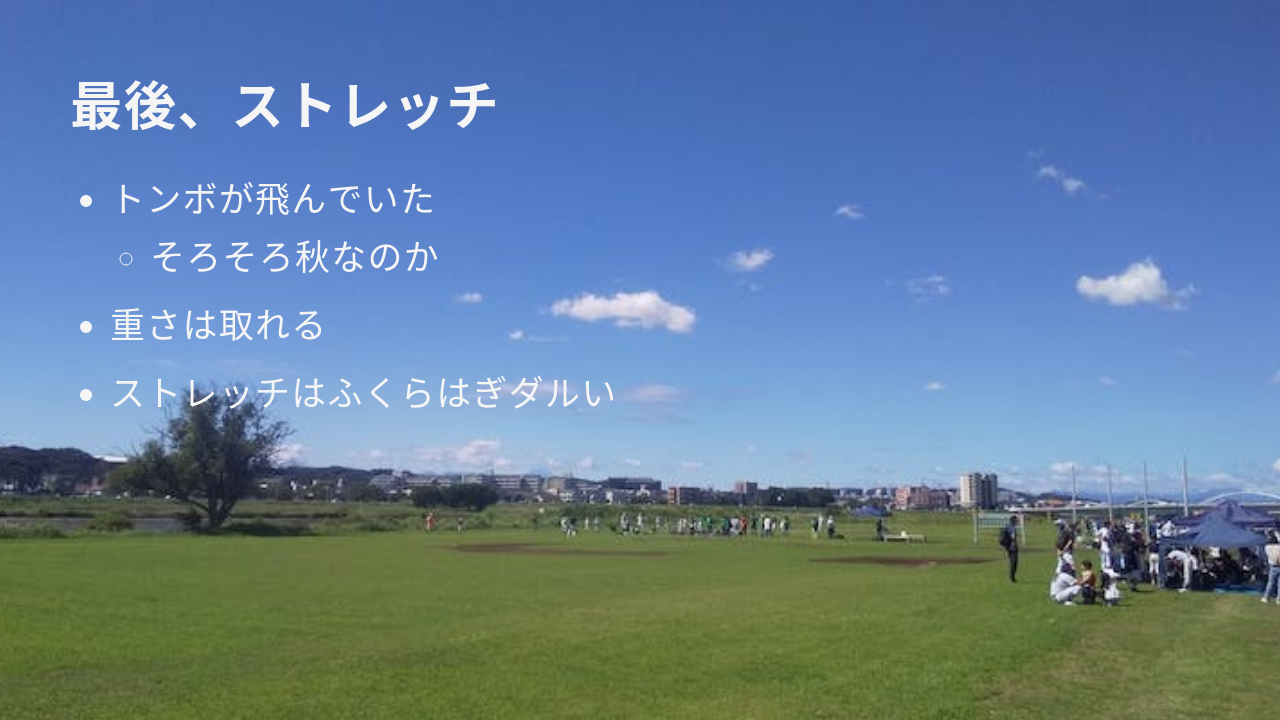 最後、ストレッチ
トンボが飛んでいた
そろそろ秋なのか
重さは取れる
ストレッチはふくらはぎダルい